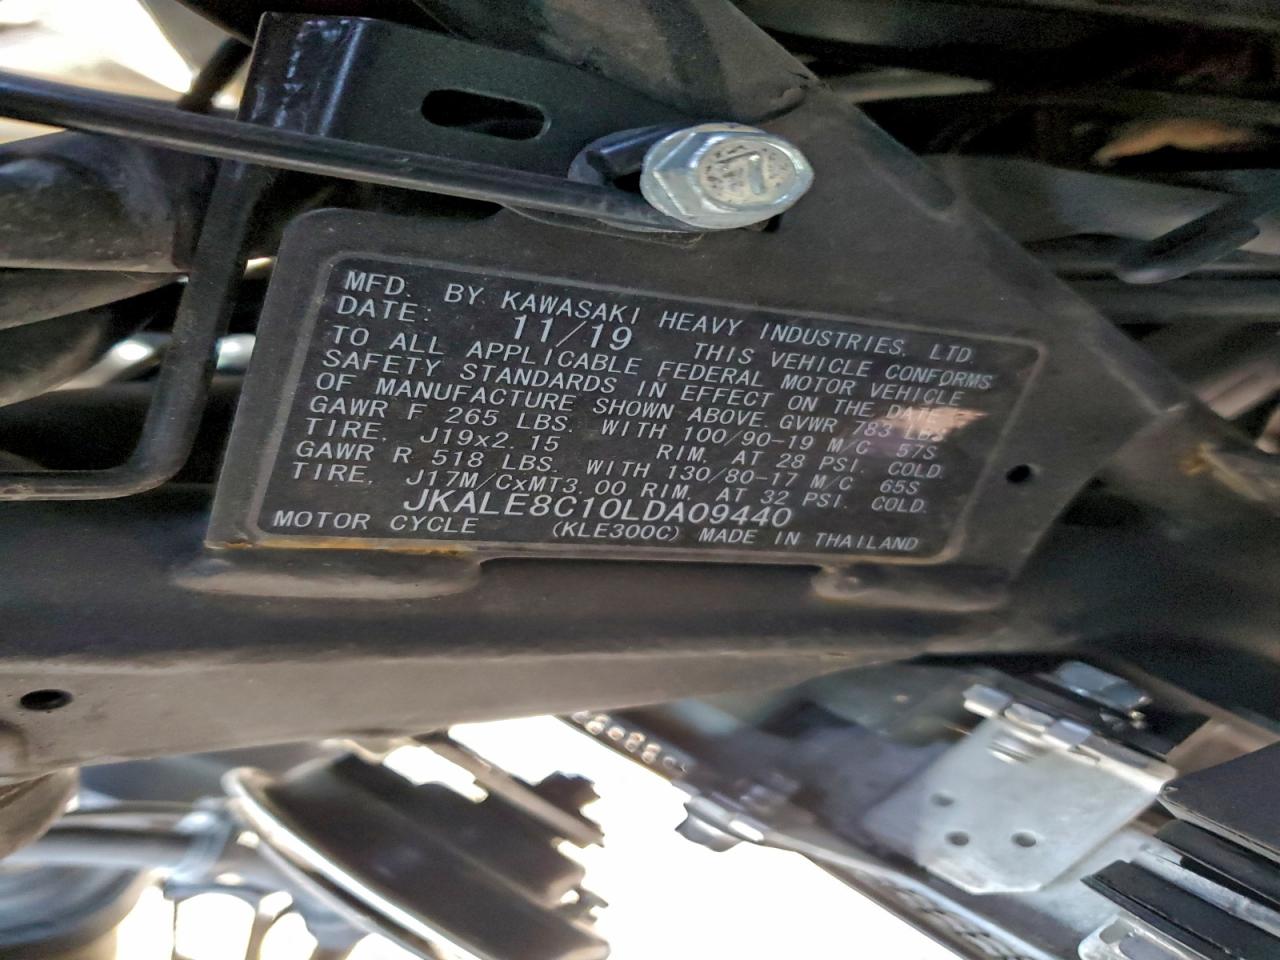 MFD. BY KAWASAKI HEAVY INDUSTRIES, LTD.
DATE: 11/19 THIS VEHICLE CONFORMS
TO ALL APPLICABLE FEDERAL MOTOR VEHICLE
SAFETY STANDARDS IN EFFECT ON THE DATE
OF MANUFACTURE SHOWN ABOVE. GVWR 783 LBS
GAWR F 265 LBS. WITH 100/90-19 M/C 57S
TIRE, J19x2.15 RIM, AT 28 PSI. COLD.
GAWR R 518 LBS. WITH 130/80-17 M/C 65S
TIRE, J17M/CxMT3.00 RIM, AT 32 PSI. COLD.
JKALE8C10LDA09440
MOTOR CYCLE (KLE300C) MADE IN THAILAND